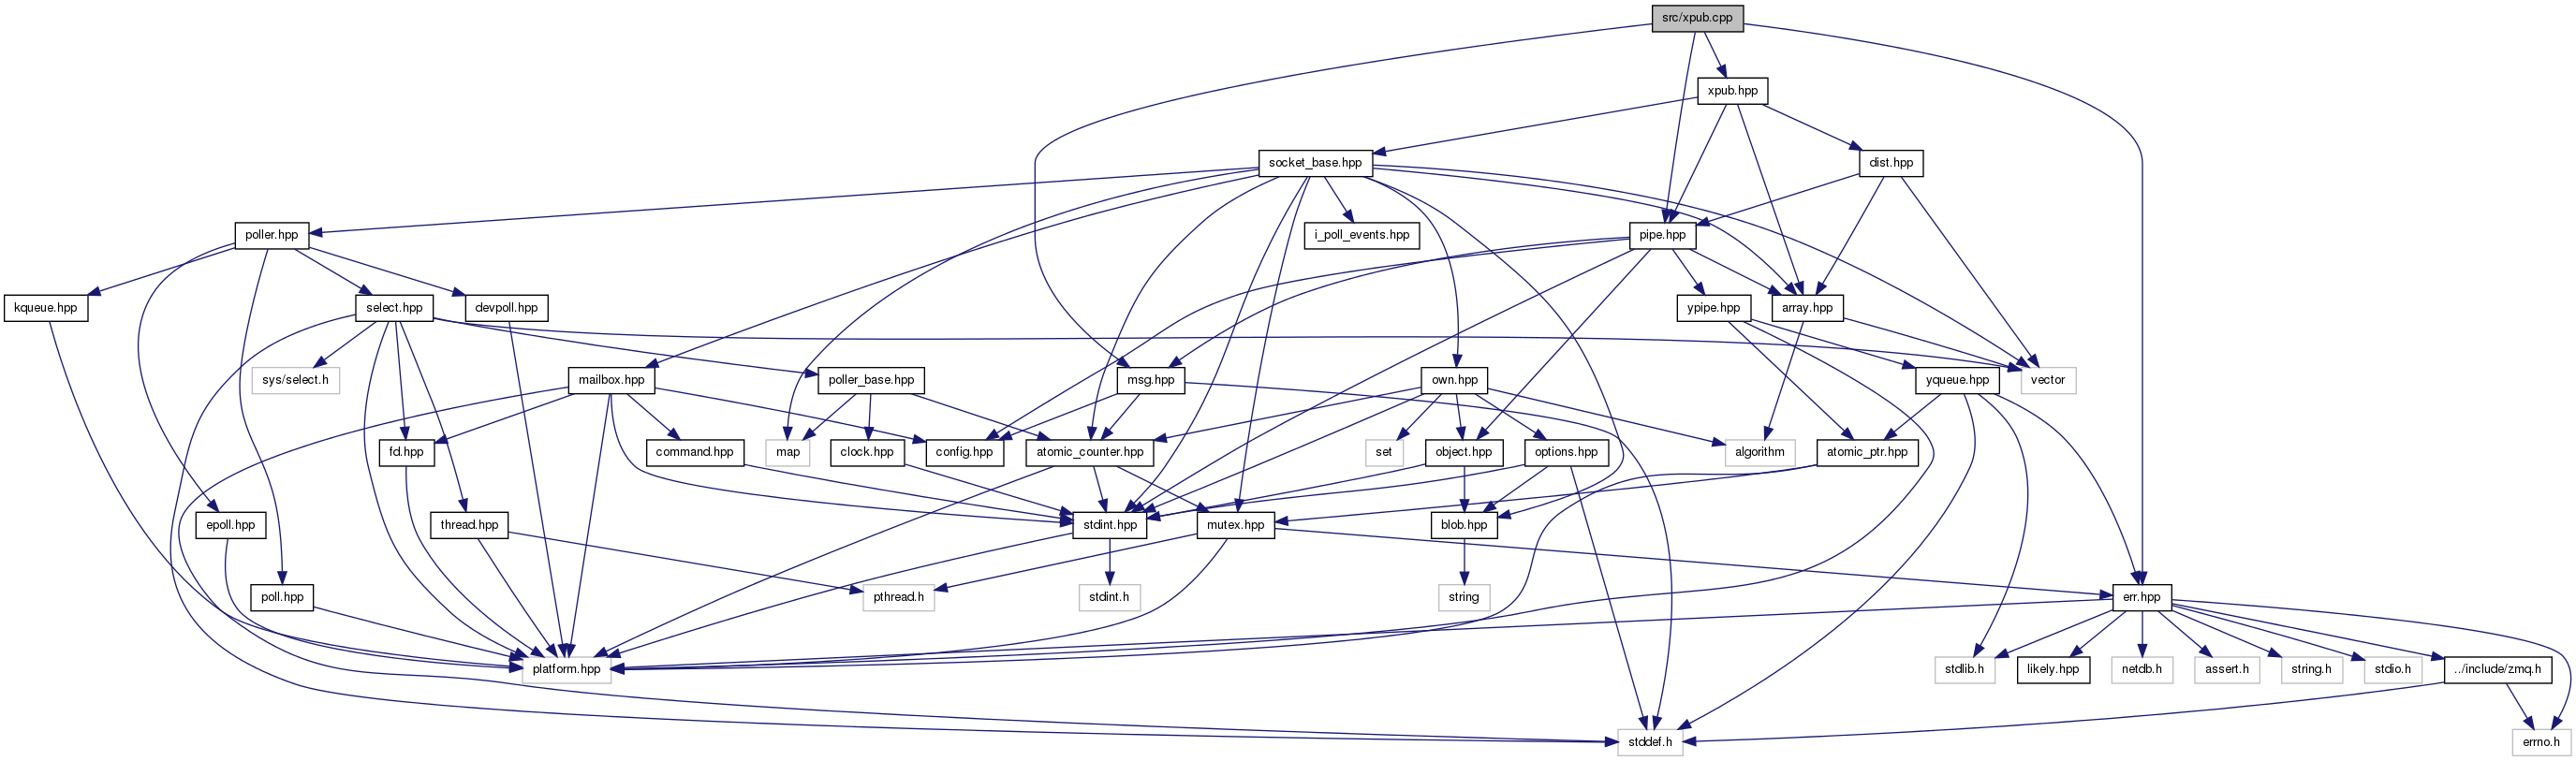 src/xpub.cpp
xpub.hpp
socket_base.hpp
dist.hpp
poller.hpp
i_poll_events.hpp
pipe.hpp
kqueue.hpp
select.hpp
devpoll.hpp
ypipe.hpp
array.hpp
sys/select.h
mailbox.hpp
poller_base.hpp
msg.hpp
own.hpp
yqueue.hpp
vector
fd.hpp
command.hpp
map
clock.hpp
config.hpp
atomic_counter.hpp
set
object.hpp
options.hpp
algorithm
atomic_ptr.hpp
epoll.hpp
thread.hpp
stdint.hpp
mutex.hpp
blob.hpp
poll.hpp
pthread.h
stdint.h
string
err.hpp
platform.hpp
stdlib.h
likely.hpp
netdb.h
assert.h
string.h
stdio.h
../include/zmq.h
stddef.h
errno.h